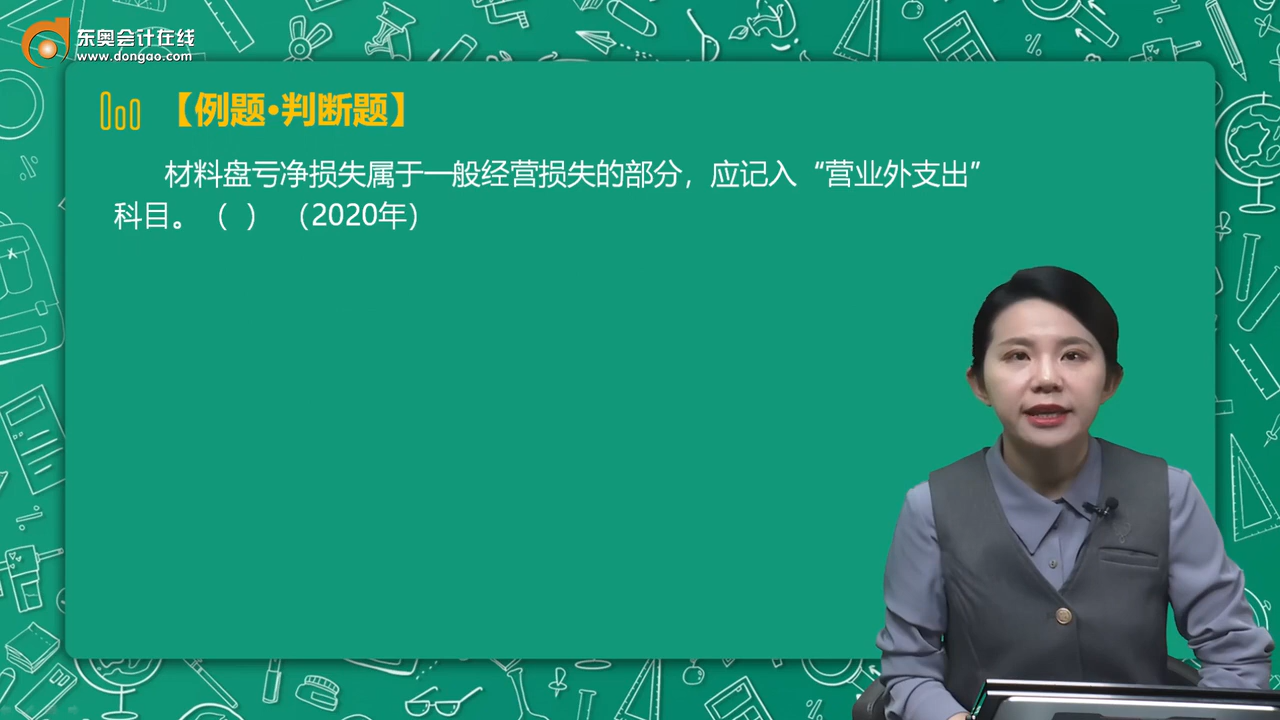 东奥会计在线
www.dongao.com
【例题•判断题】
材料盘亏净损失属于一般经营损失的部分，应记入“营业外支出”
科目。（ ）（2020年）